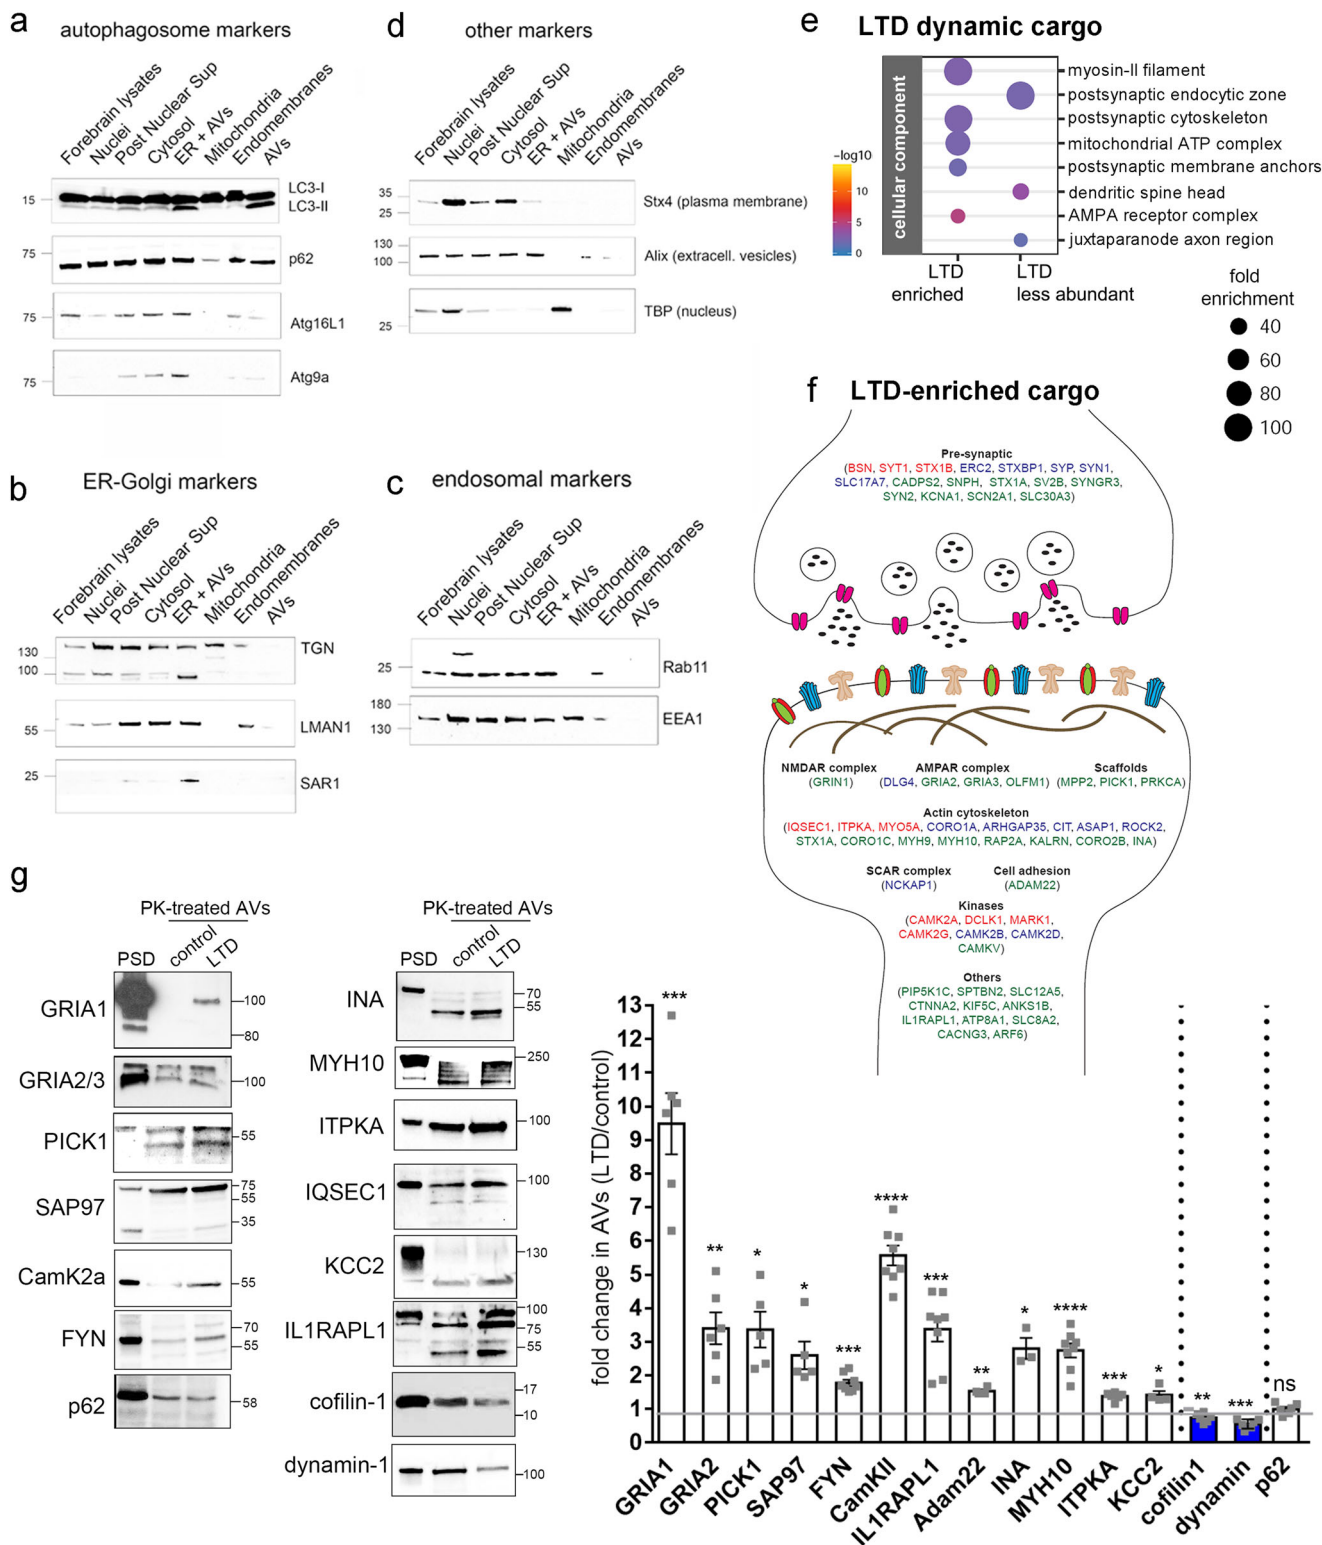 a
autophagosome markers
Forebrain lysates
Nuclei
Post Nuclear Sup
Cytosol
ER + AVs
Mitochondria
Endomembranes
AVs
15
LC3-I
LC3-II
75
p62
75
Atg16L1
75
Atg9a
d
other markers
Forebrain lysates
Nuclei
Post Nuclear Sup
Cytosol
ER + AVs
Mitochondria
Endomembranes
AVs
35
25
Stx4 (plasma membrane)
130
100
Alix (extracell. vesicles)
25
TBP (nucleus)
e
LTD dynamic cargo
cellular component
-log10
10
5
0
myosin-II filament
postsynaptic endocytic zone
postsynaptic cytoskeleton
mitochondrial ATP complex
postsynaptic membrane anchors
dendritic spine head
AMPA receptor complex
juxtaparanode axon region
LTD
enriched
LTD
less abundant
fold
enrichment
40
60
80
100
b
ER-Golgi markers
Forebrain lysates
Nuclei
Post Nuclear Sup
Cytosol
ER + AVs
Mitochondria
Endomembranes
AVs
130
100
TGN
55
LMAN1
25
SAR1
c
endosomal markers
Forebrain lysates
Nuclei
Post Nuclear Sup
Cytosol
ER + AVs
Mitochondria
Endomembranes
AVs
25
Rab11
180
130
EEA1
f
LTD-enriched cargo
Pre-synaptic
(BSN, SYT1, STX1B, ERC2, STXBP1, SYP, SYN1,
SLC17A7, CADPS2, SNPH, STX1A, SV2B, SYNGR3,
SYN2, KCNA1, SCN2A1, SLC30A3)
NMDAR complex
(GRIN1)
AMPAR complex
(DLG4, GRIA2, GRIA3, OLFM1)
Scaffolds
(MPP2, PICK1, PRKCA)
Actin cytoskeleton
(IQSEC1, ITPKA, MYO5A, CORO1A, ARHGAP35, CIT, ASAP1, ROCK2,
STX1A, CORO1C, MYH9, MYH10, RAP2A, KALRN, CORO2B, INA)
SCAR complex
(NCKAP1)
Cell adhesion
(ADAM22)
Kinases
(CAMK2A, DCLK1, MARK1,
CAMK2G, CAMK2B, CAMK2D,
CAMKV)
Others
(PIP5K1C, SPTBN2, SLC12A5,
CTNNA2, KIF5C, ANKS1B,
IL1RAPL1, ATP8A1, SLC8A2,
CACNG3, ARF6)
g
PK-treated AVs
PSD
control
LTD
GRIA1
100
80
GRIA2/3
100
PICK1
55
SAP97
75
55
35
CamK2a
55
FYN
70
55
p62
58
PK-treated AVs
PSD
control
LTD
INA
70
55
MYH10
250
ITPKA
100
IQSEC1
100
KCC2
130
IL1RAPL1
100
75
55
cofilin-1
17
10
dynamin-1
100
fold change in AVs (LTD/control)
13
12
11
10
9
8
7
6
5
4
3
2
1
0
***
**
*
*
***
****
***
**
*
****
***
*
**
***
ns
GRIA1
GRIA2
PICK1
SAP97
FYN
CamKII
IL1RAPL1
Adam22
INA
MYH10
ITPKA
KCC2
cofilin1
dynamin
p62